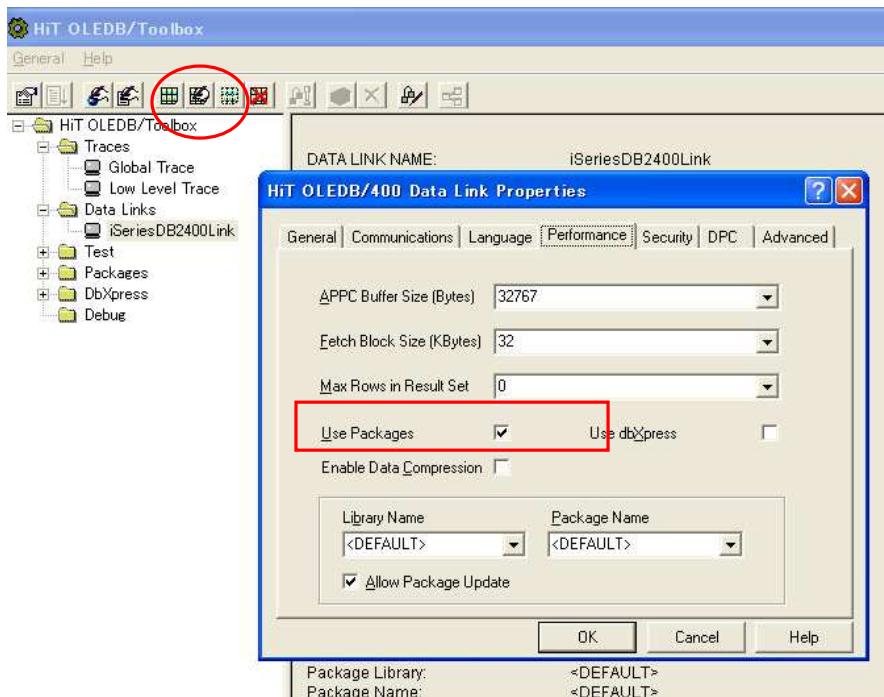 HiT OLEDB/Toolbox
General Help
HiT OLEDB/Toolbox
Traces
Global Trace
Low Level Trace
Data Links
iSeriesDB2400Link
Test
Packages
DbXpress
Debug
DATA LINK NAME: iSeriesDB2400Link
HiT OLEDB/400 Data Link Properties
General Communications Language Performance Security DPC Advanced
APPC Buffer Size (Bytes) 32767
Fetch Block Size (KBytes) 32
Max Rows in Result Set 0
Use Packages Use dbXpress
Enable Data Compression
Library Name Package Name
<DEFAULT> <DEFAULT>
Allow Package Update
OK Cancel Help
Package Library: <DEFAULT>
Package Name: <DEFAULT>